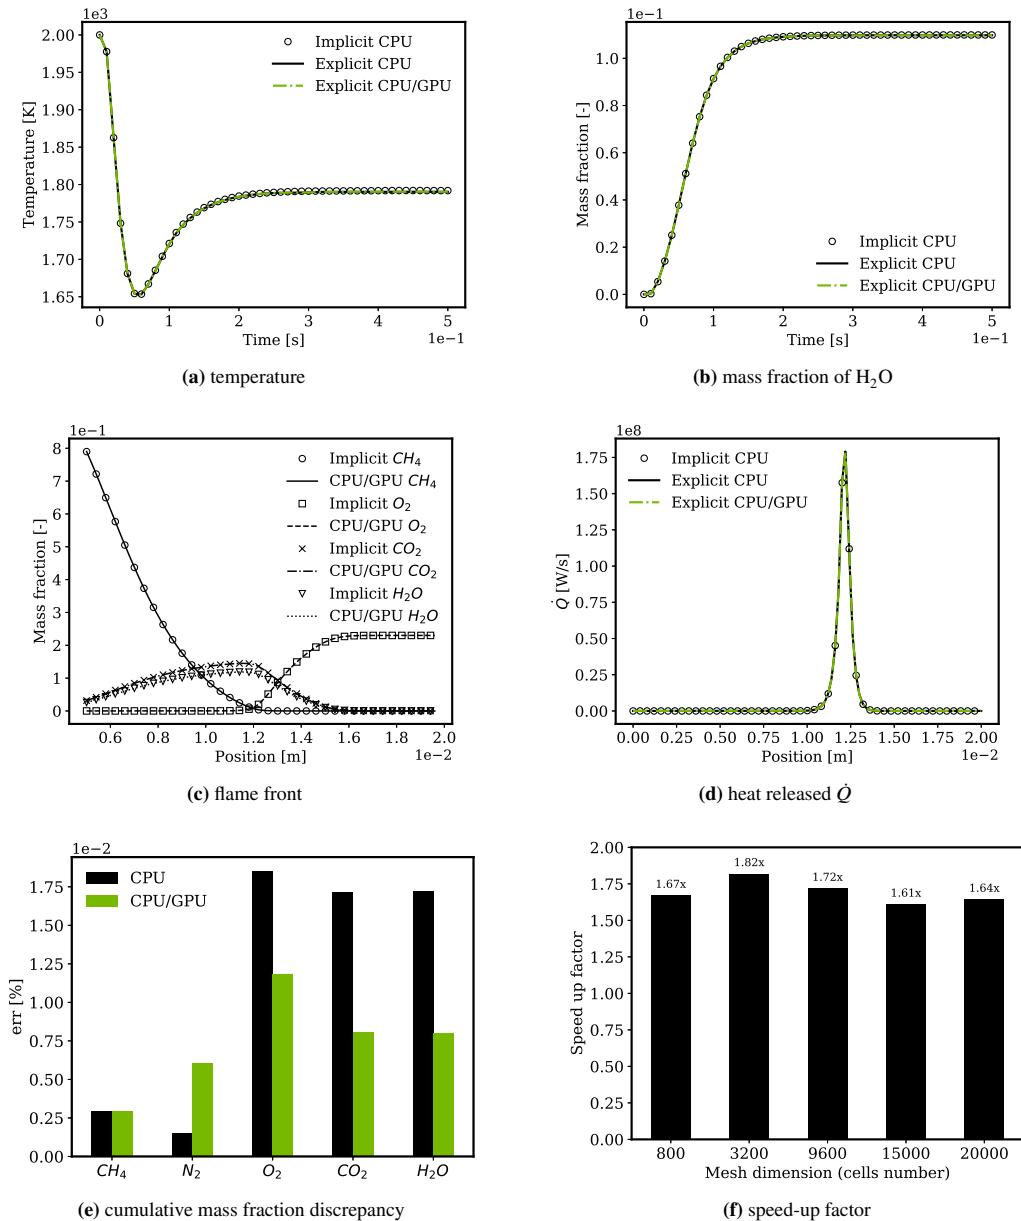 1e3
2.00
1.95
1.90
1.85
1.80
1.75
1.70
1.65
Temperature [K]
Implicit CPU
Explicit CPU
Explicit CPU/GPU
0 1 2 3 4 5
Time [s]
1e−1
(a) temperature
1e−1
1.0
0.8
0.6
0.4
0.2
0.0
Mass fraction [-]
Implicit CPU
Explicit CPU
Explicit CPU/GPU
0 1 2 3 4 5
Time [s]
1e−1
(b) mass fraction of H₂O
1e−1
8
7
6
5
4
3
2
1
0
Mass fraction [-]
Implicit CH₄
CPU/GPU CH₄
Implicit O₂
CPU/GPU O₂
Implicit CO₂
CPU/GPU CO₂
Implicit H₂O
CPU/GPU H₂O
0.6 0.8 1.0 1.2 1.4 1.6 1.8 2.0
Position [m]
1e−2
(c) flame front
1e8
1.75
1.50
1.25
1.00
0.75
0.50
0.25
0.00
Q̇ [W/s]
Implicit CPU
Explicit CPU
Explicit CPU/GPU
0.00 0.25 0.50 0.75 1.00 1.25 1.50 1.75 2.00
Position [m]
1e−2
(d) heat released Q̇
1e−2
1.75
1.50
1.25
1.00
0.75
0.50
0.25
0.00
err [%]
CPU
CPU/GPU
CH₄ N₂ O₂ CO₂ H₂O
(e) cumulative mass fraction discrepancy
2.00
1.75
1.50
1.25
1.00
0.75
0.50
0.25
0.00
Speed up factor
1.67x 1.82x 1.72x 1.61x 1.64x
800 3200 9600 15000 20000
Mesh dimension (cells number)
(f) speed-up factor